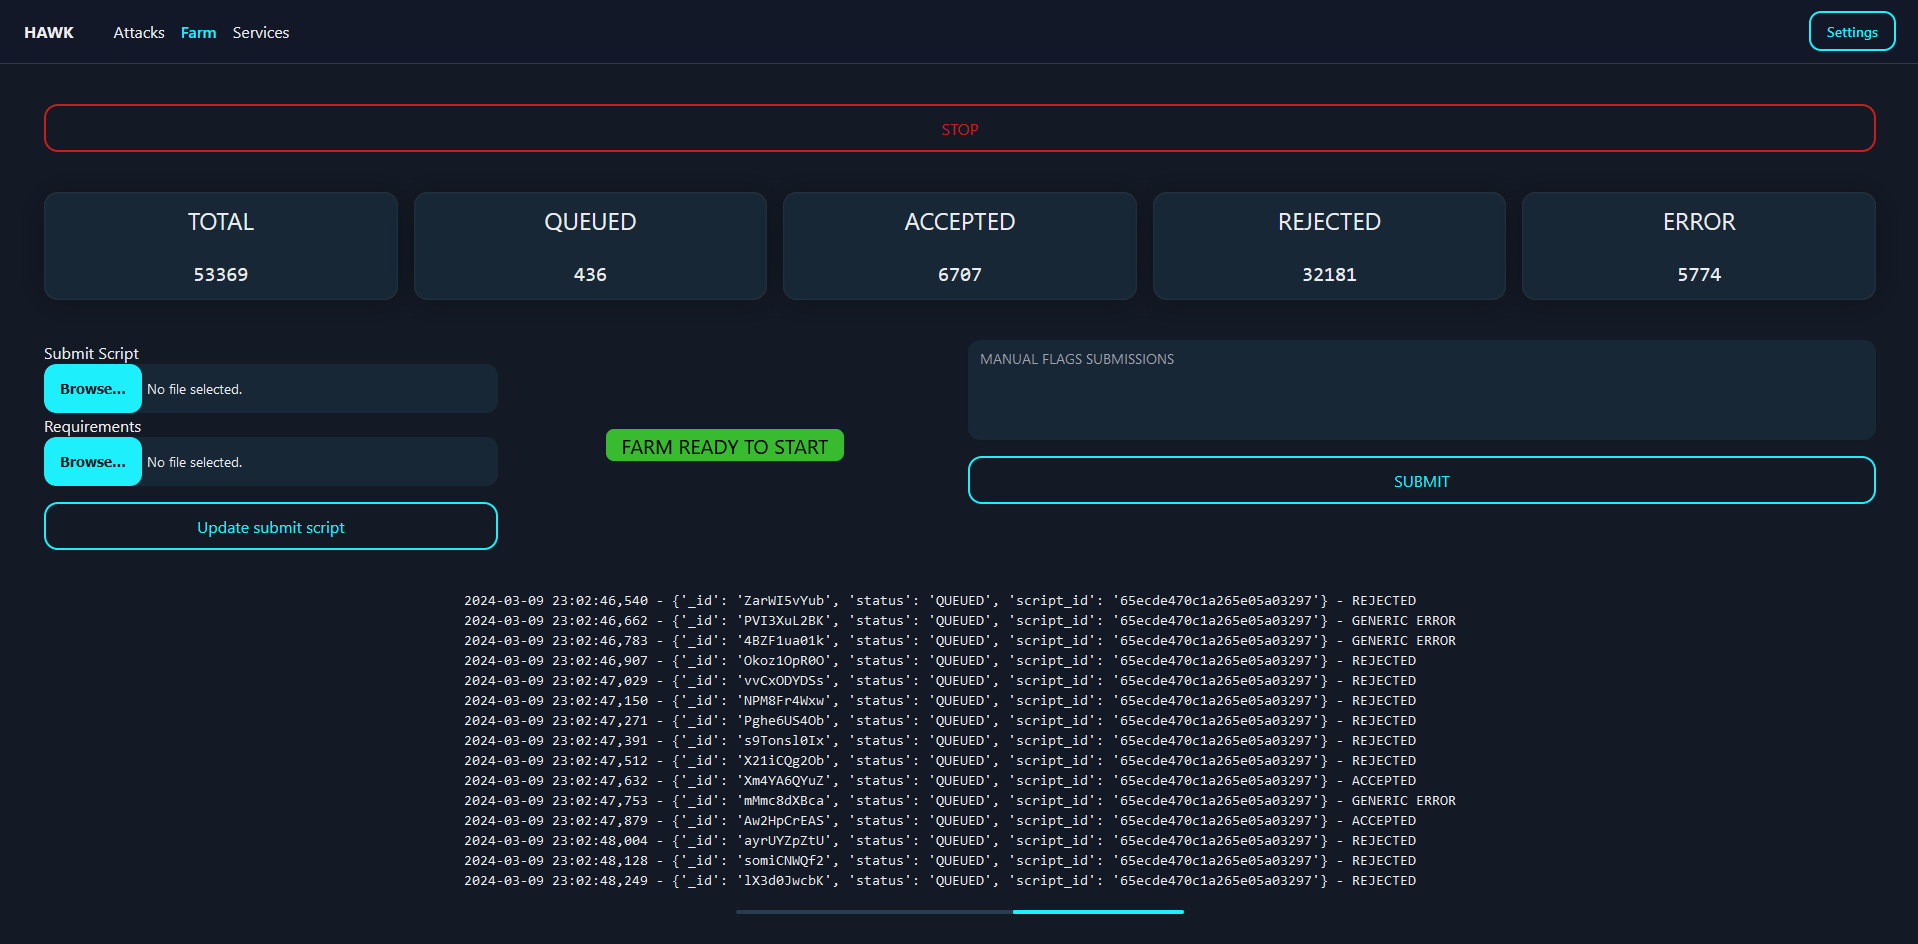 HAWK Attacks Farm Services Settings
STOP
TOTAL QUEUED ACCEPTED REJECTED ERROR
53369 436 6707 32181 5774
Submit Script
Browse... No file selected.
Requirements
Browse... No file selected.
Update submit script
FARM READY TO START
MANUAL FLAGS SUBMISSIONS
SUBMIT
2024-03-09 23:02:46,540 - {'_id': 'ZarWI5vYub', 'status': 'QUEUED', 'script_id': '65ecde470c1a265e05a03297'} - REJECTED
2024-03-09 23:02:46,662 - {'_id': 'PVI3XuL2BK', 'status': 'QUEUED', 'script_id': '65ecde470c1a265e05a03297'} - GENERIC ERROR
2024-03-09 23:02:46,783 - {'_id': '4BZF1ua01k', 'status': 'QUEUED', 'script_id': '65ecde470c1a265e05a03297'} - GENERIC ERROR
2024-03-09 23:02:46,907 - {'_id': 'Okoz1OpR0O', 'status': 'QUEUED', 'script_id': '65ecde470c1a265e05a03297'} - REJECTED
2024-03-09 23:02:47,029 - {'_id': 'vvCxODYDSs', 'status': 'QUEUED', 'script_id': '65ecde470c1a265e05a03297'} - REJECTED
2024-03-09 23:02:47,150 - {'_id': 'NPM8Fr4Wxw', 'status': 'QUEUED', 'script_id': '65ecde470c1a265e05a03297'} - REJECTED
2024-03-09 23:02:47,271 - {'_id': 'Pghe6US4Ob', 'status': 'QUEUED', 'script_id': '65ecde470c1a265e05a03297'} - REJECTED
2024-03-09 23:02:47,391 - {'_id': 's9Tonsl0Ix', 'status': 'QUEUED', 'script_id': '65ecde470c1a265e05a03297'} - REJECTED
2024-03-09 23:02:47,512 - {'_id': 'X21iCQg2Ob', 'status': 'QUEUED', 'script_id': '65ecde470c1a265e05a03297'} - REJECTED
2024-03-09 23:02:47,632 - {'_id': 'Xm4YA6QYuZ', 'status': 'QUEUED', 'script_id': '65ecde470c1a265e05a03297'} - ACCEPTED
2024-03-09 23:02:47,753 - {'_id': 'mMmc8dXBca', 'status': 'QUEUED', 'script_id': '65ecde470c1a265e05a03297'} - GENERIC ERROR
2024-03-09 23:02:47,879 - {'_id': 'Aw2HpCrEAS', 'status': 'QUEUED', 'script_id': '65ecde470c1a265e05a03297'} - ACCEPTED
2024-03-09 23:02:48,004 - {'_id': 'ayrUYZpZtU', 'status': 'QUEUED', 'script_id': '65ecde470c1a265e05a03297'} - REJECTED
2024-03-09 23:02:48,128 - {'_id': 'somiCNWQf2', 'status': 'QUEUED', 'script_id': '65ecde470c1a265e05a03297'} - REJECTED
2024-03-09 23:02:48,249 - {'_id': 'lX3d0JwcbK', 'status': 'QUEUED', 'script_id': '65ecde470c1a265e05a03297'} - REJECTED